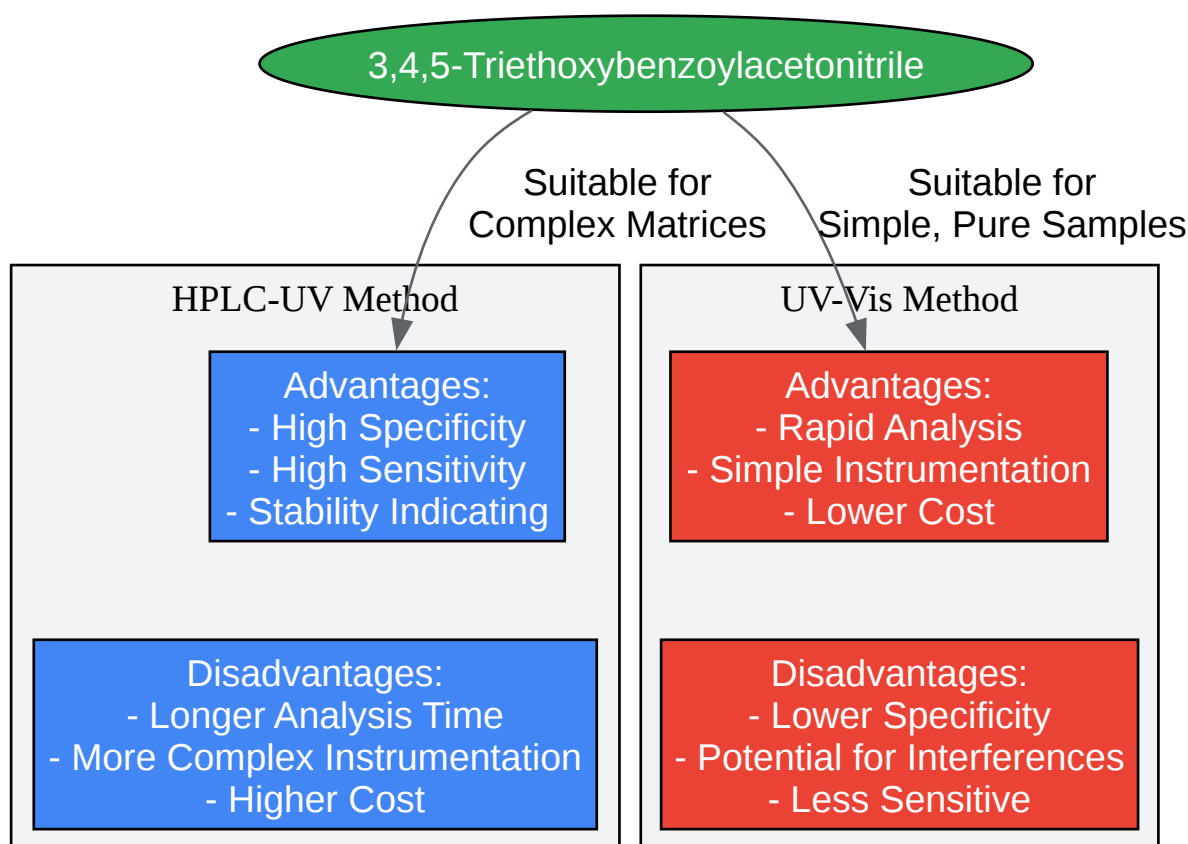 3,4,5-Triethoxybenzoylacetonitrile
Suitable for
Complex Matrices
Suitable for
Simple, Pure Samples
HPLC-UV Method
Advantages:
- High Specificity
- High Sensitivity
- Stability Indicating
Disadvantages:
- Longer Analysis Time
- More Complex Instrumentation
- Higher Cost
UV-Vis Method
Advantages:
- Rapid Analysis
- Simple Instrumentation
- Lower Cost
Disadvantages:
- Lower Specificity
- Potential for Interferences
- Less Sensitive